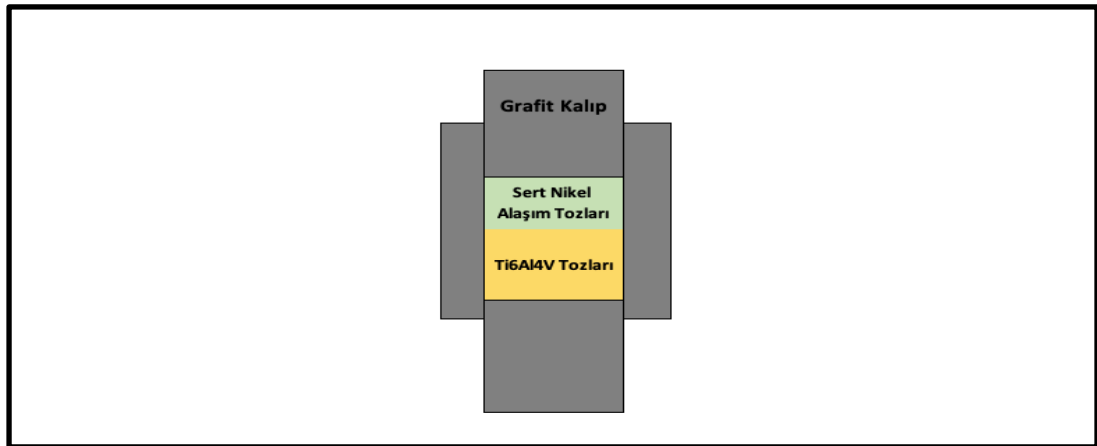 Grafit Kalıp
Sert Nikel
Alaşım Tozları
Ti6Al4V Tozları